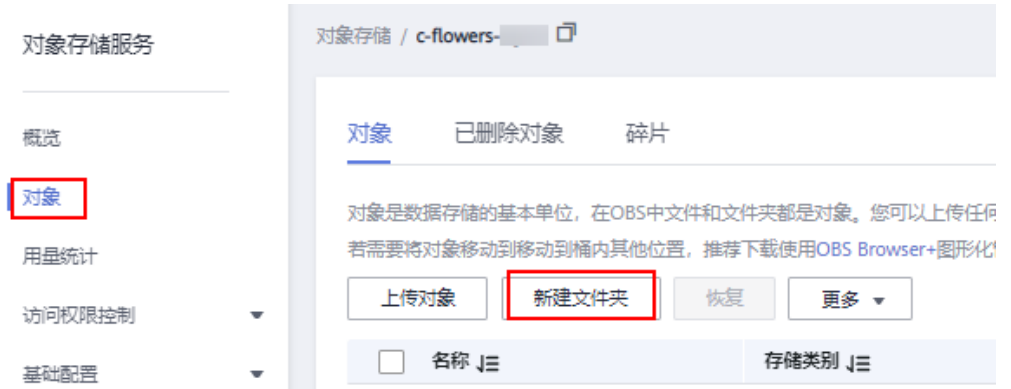 对象存储服务
概览
对象
用量统计
访问权限控制
基础配置
对象存储 / c-flowers-
对象 已删除对象 碎片
对象是数据存储的基本单位，在OBS中文件和文件夹都是对象。您可以上传任何
若需要将对象移动到移动到桶内其他位置，推荐下载使用OBS Browser+图形化
上传对象 新建文件夹 恢复 更多
名称 存储类别